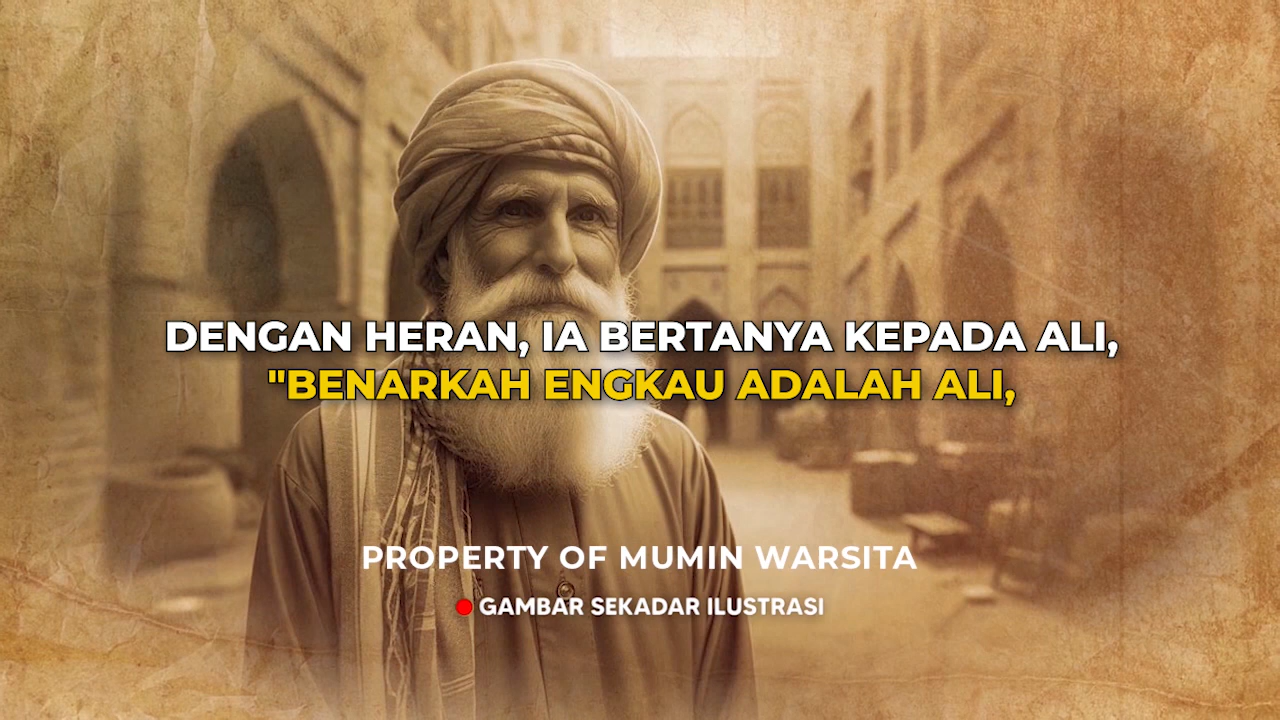 DENGAN HERAN, IA BERTANYA KEPADA ALI,
"BENARKAH ENGKAU ADALAH ALI,
PROPERTY OF MUMIN WARSITA
GAMBAR SEKADAR ILUSTRASI